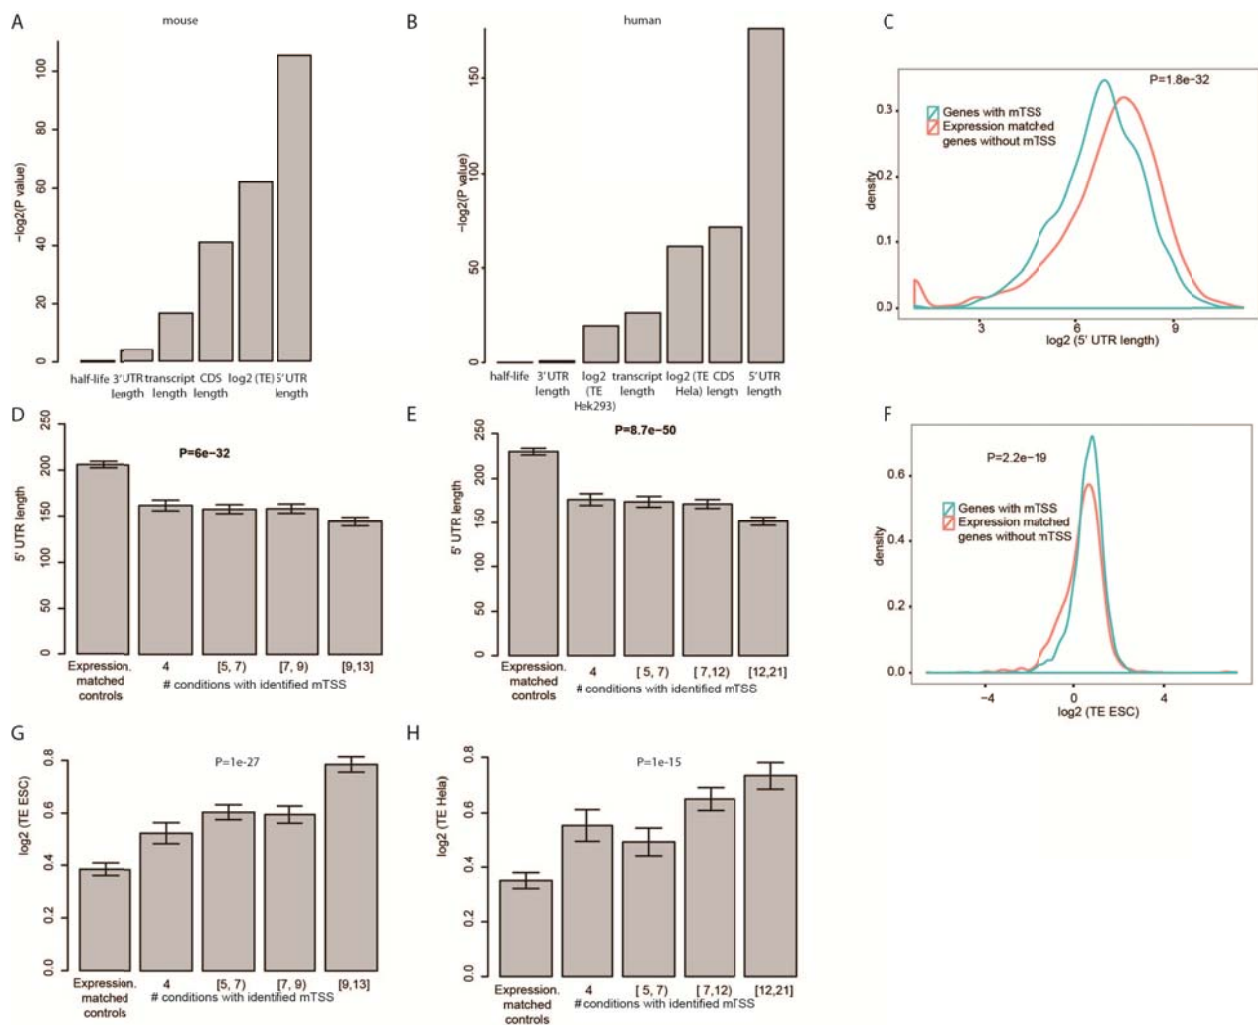 A
mouse
−log2(P value)
100
80
60
40
20
0
half-life 3'UTR transcript CDS log2 (TE) 5'UTR
length length length length
B
human
−log2(P value)
150
100
50
0
half-life 3'UTR log2 transcript log2 (TE CDS 5'UTR
length (TE length Hela) length length
Hek293)
C
P=1.8e−32
Genes with mTSS
Expression matched
genes without mTSS
density
0.3
0.2
0.1
0.0
3 6 9
log2 (5' UTR length)
D
P=6e−32
5' UTR length
250
200
150
100
50
0
Expression. 4 [5, 7) [7, 9) [9,13]
matched
controls
# conditions with identified mTSS
E
P=8.7e−50
5' UTR length
250
200
150
100
50
0
Expression. 4 [ 5, 7) [ 7,12) [12,21]
matched
controls
# conditions with identified mTSS
F
P=2.2e−19
Genes with mTSS
Expression matched
genes without mTSS
density
0.6
0.4
0.2
0.0
−4 0 4
log2 (TE ESC)
G
P=1e-27
log2 (TE ESC)
0.8
0.6
0.4
0.2
0.0
Expression. 4 [5, 7) [7, 9) [9,13]
matched
controls
# conditions with identified mTSS
H
P=1e-15
log2 (TE Hela)
0.8
0.6
0.4
0.2
0.0
Expression. 4 [ 5, 7) [ 7,12) [12,21]
matched
controls
# conditions with identified mTSS